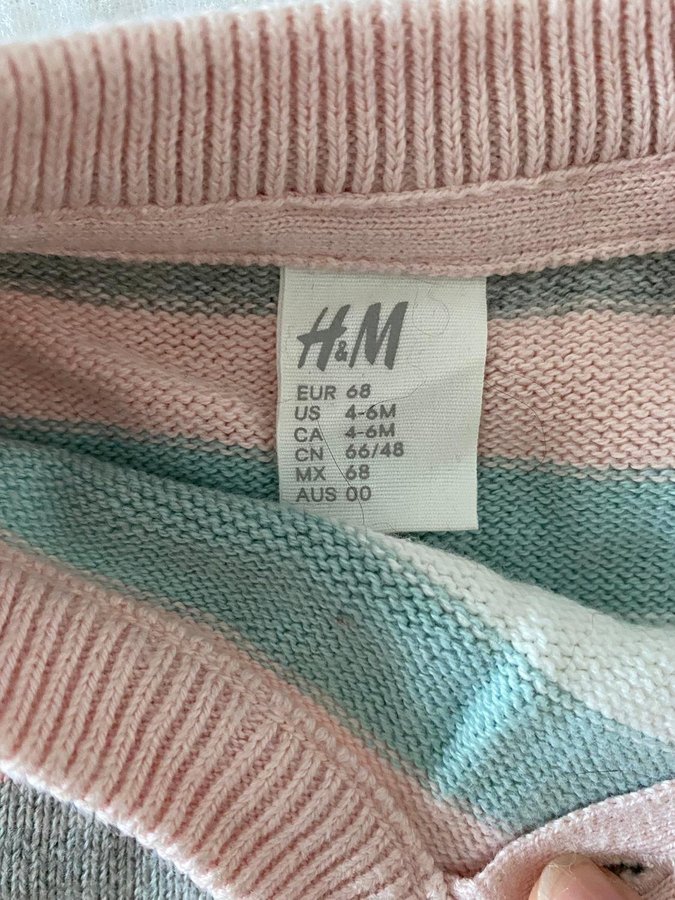 H&M
EUR 68
US 4-6M
CA 4-6M
CN 66/48
MX 68
AUS 00